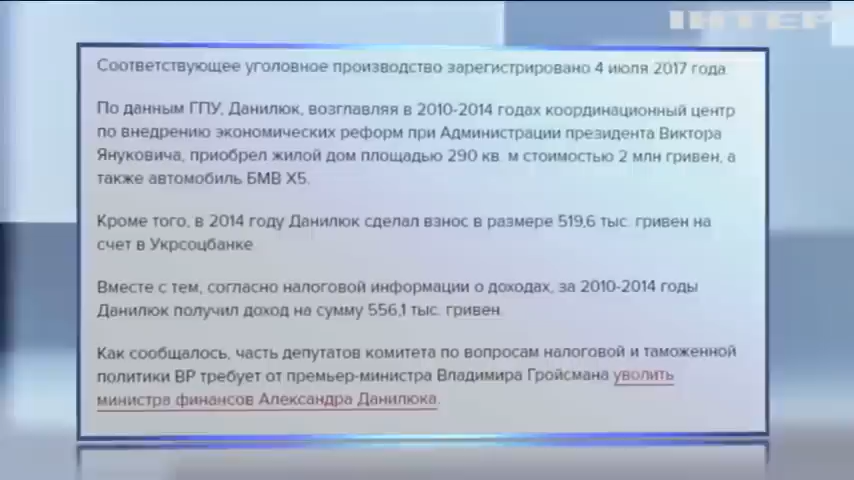 ІНТЕР
Соответствующее уголовное производство зарегистрировано 4 июля 2017 года.
По данным ГПУ, Данилюк, возглавляя в 2010-2014 годах координационный центр
по внедрению экономических реформ при Администрации президента Виктора
Януковича, приобрел жилой дом площадью 290 кв. м стоимостью 2 млн гривен, а
также автомобиль БМВ Х5.
Кроме того, в 2014 году Данилюк сделал взнос в размере 519,6 тыс. гривен на
счет в Укрсоцбанке.
Вместе с тем, согласно налоговой информации о доходах, за 2010-2014 годы
Данилюк получил доход на сумму 556,1 тыс. гривен.
Как сообщалось, часть депутатов комитета по вопросам налоговой и таможенной
политики ВР требует от премьер-министра Владимира Гройсмана уволить
министра финансов Александра Данилюка.